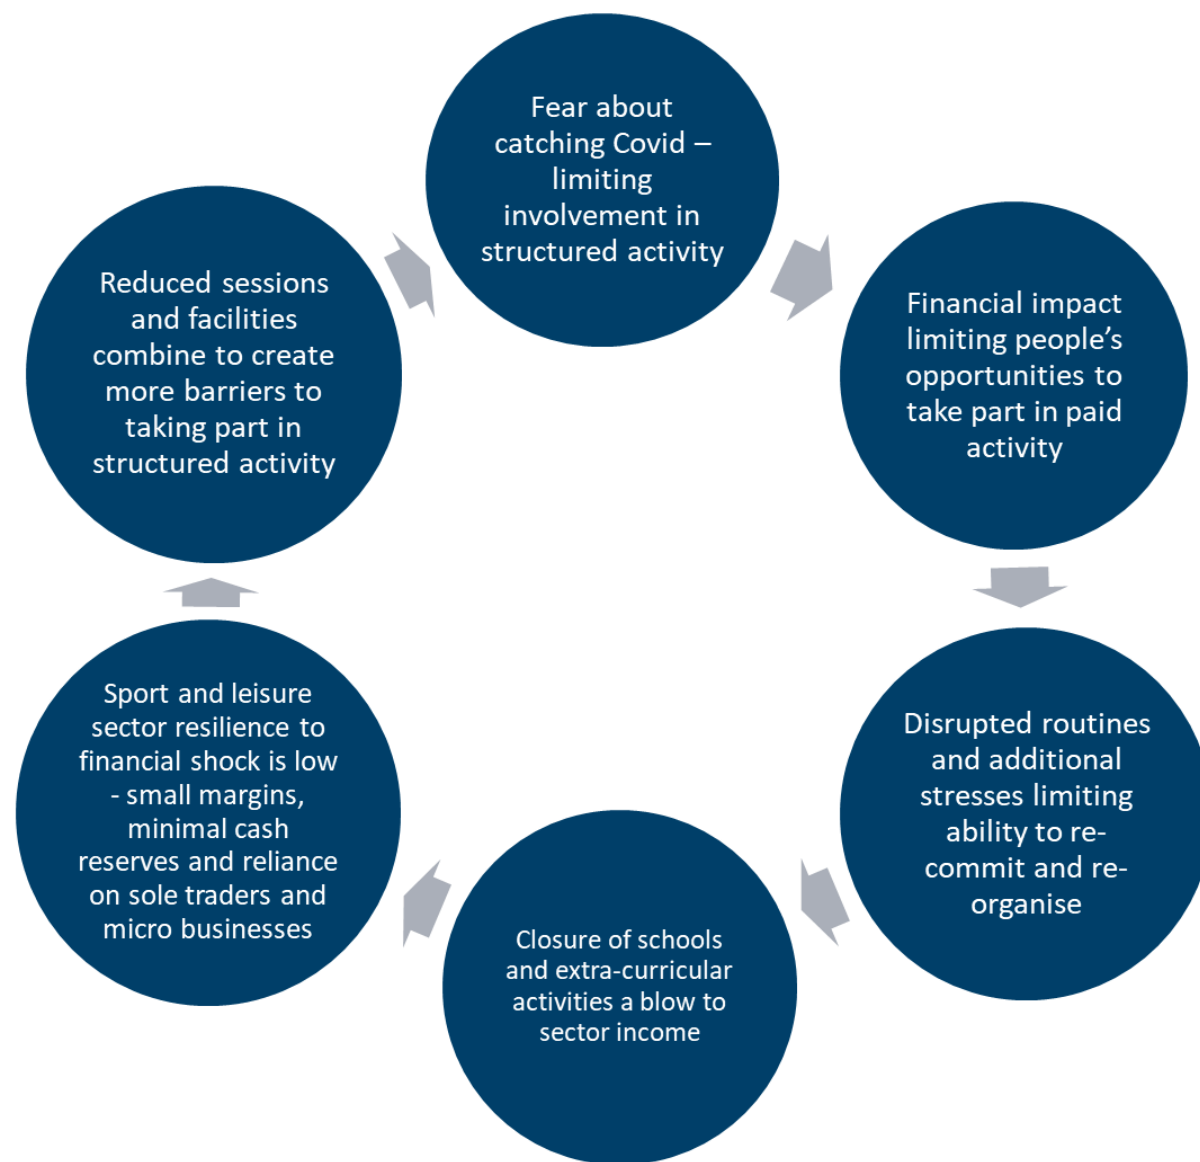 Fear about
catching Covid –
limiting
involvement in
structured activity
Financial impact
limiting people’s
opportunities to
take part in paid
activity
Disrupted routines
and additional
stresses limiting
ability to re-
commit and re-
organise
Closure of schools
and extra-curricular
activities a blow to
sector income
Sport and leisure
sector resilience to
financial shock is low
- small margins,
minimal cash
reserves and reliance
on sole traders and
micro businesses
Reduced sessions
and facilities
combine to create
more barriers to
taking part in
structured activity